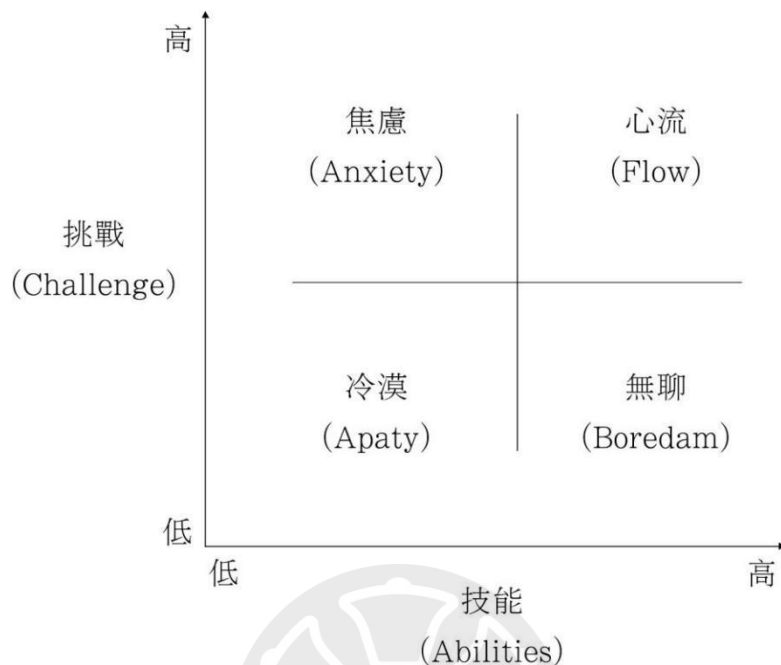 高
焦慮
(Anxiety)
心流
(Flow)
挑戰
(Challenge)
冷漠
(Apaty)
無聊
(Boredam)
低
低
高
技能
(Abilities)